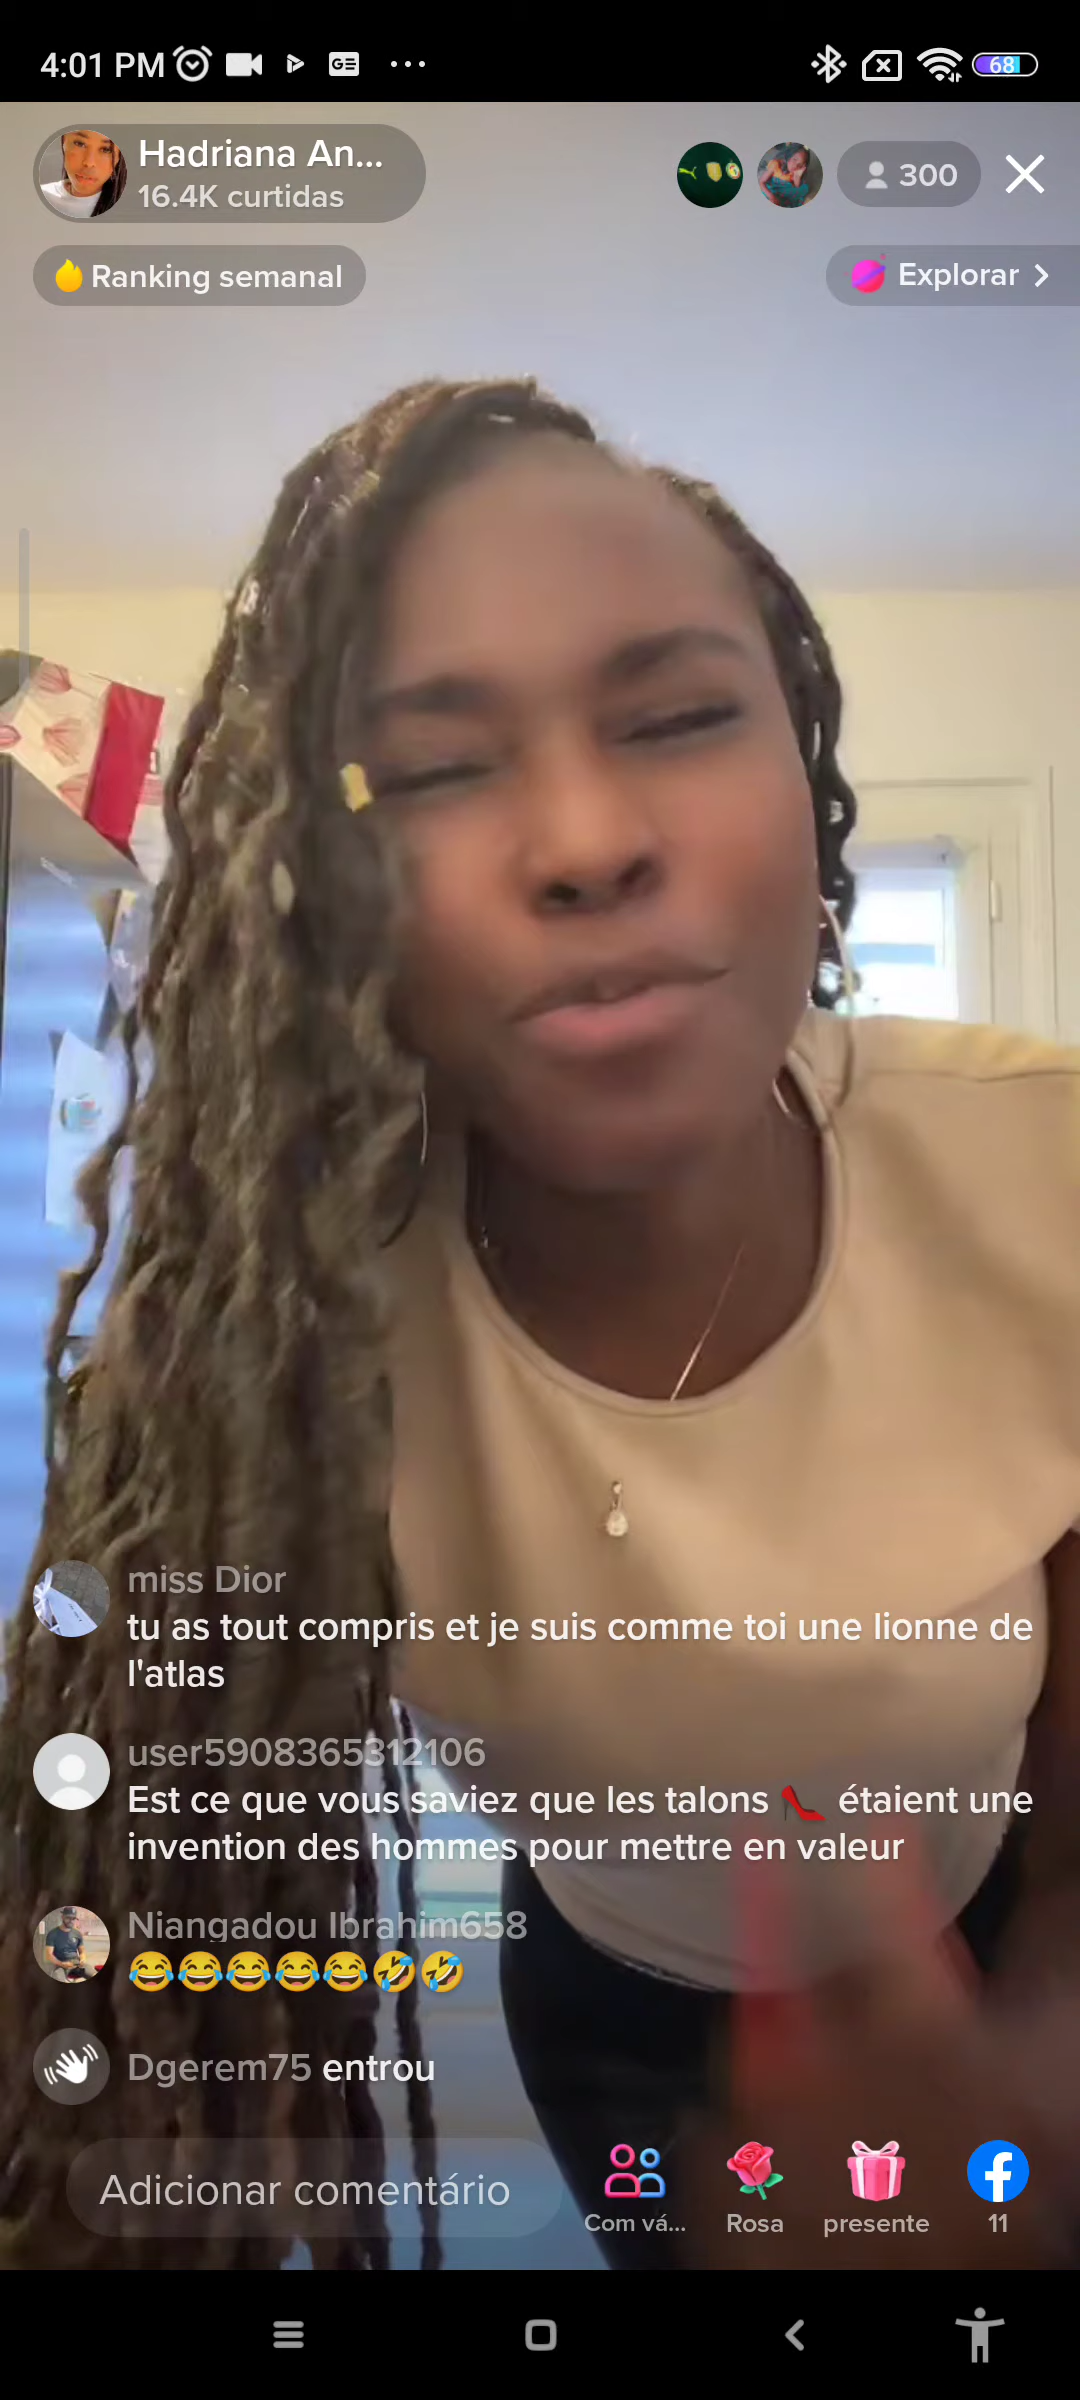 4:01 PM
68
Hadriana An...
16.4K curtidas
300
Ranking semanal
Explorar
miss Dior
tu as tout compris et je suis comme toi une lionne de
l'atlas
user5908365312106
Est ce que vous saviez que les talons 👠 étaient une
invention des hommes pour mettre en valeur
Niangadou Ibrahim658
😂😂😂😂😂🤣🤣
Dgerem75 entrou
Adicionar comentário
Com vá...
Rosa
presente
11